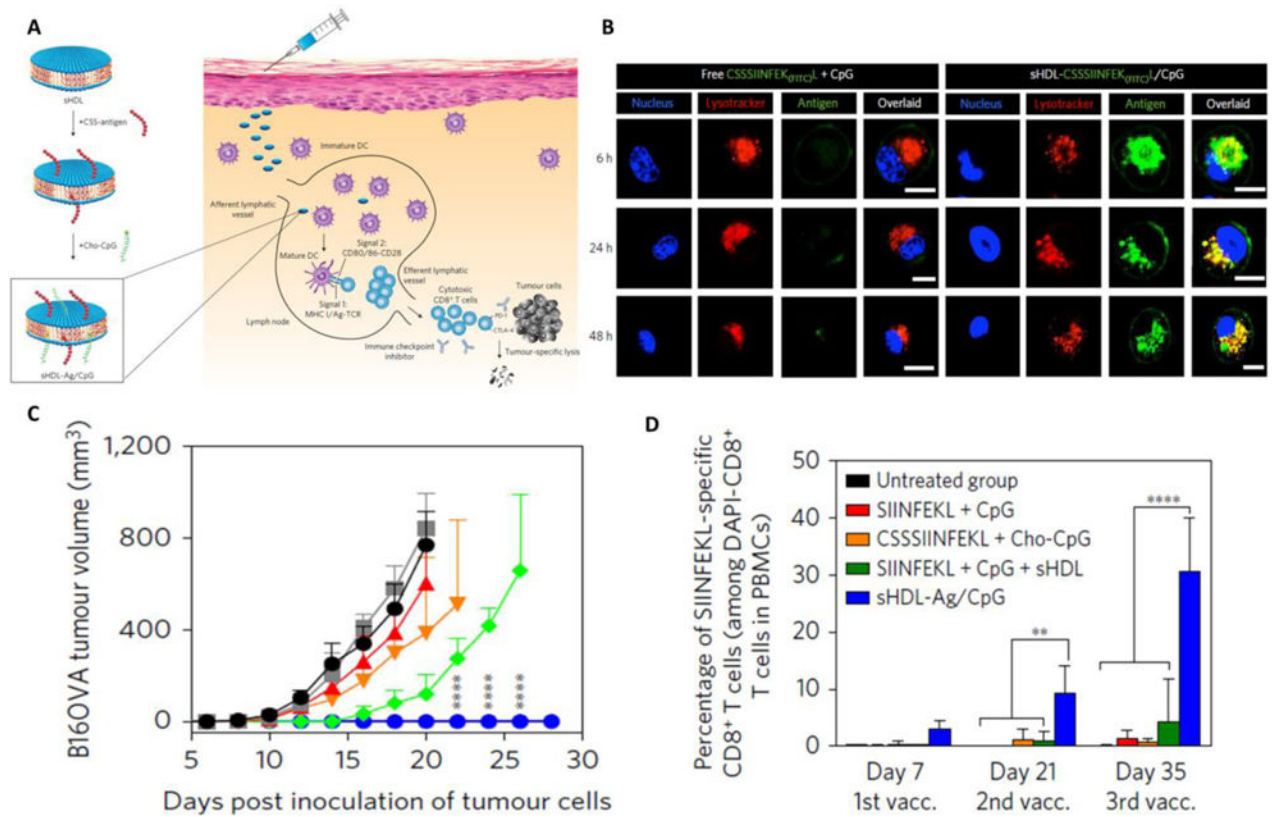 A
sHDL
+CSS-antigen
+Cho-CpG
sHDL-Ag/CpG
Immature DC
Afferent lymphatic
vessel
Signal 2:
CD80/86-CD28
Mature DC
Efferent lymphatic
vessel
Signal 1:
MHC I/Ag-TCR
Lymph node
Cytotoxic
CD8⁺ T cells
Tumour cells
PD-1
CTLA-4
Immune checkpoint
inhibitor
Tumour-specific lysis
B
Free CSSSIINFEK(FITC)L + CpG
sHDL-CSSSIINFEK(FITC)L/CpG
Nucleus Lysotracker Antigen Overlaid Nucleus Lysotracker Antigen Overlaid
6 h
24 h
48 h
C
B16OVA tumour volume (mm³)
1,200
800
400
0
****
****
****
5 10 15 20 25 30
Days post inoculation of tumour cells
D
Percentage of SIINFEKL-specific
CD8⁺ T cells (among DAPI-CD8⁺
T cells in PBMCs)
50
40
30
20
10
0
Untreated group
SIINFEKL + CpG
CSSSIINFEKL + Cho-CpG
SIINFEKL + CpG + sHDL
sHDL-Ag/CpG
**
****
Day 7 Day 21 Day 35
1st vacc. 2nd vacc. 3rd vacc.